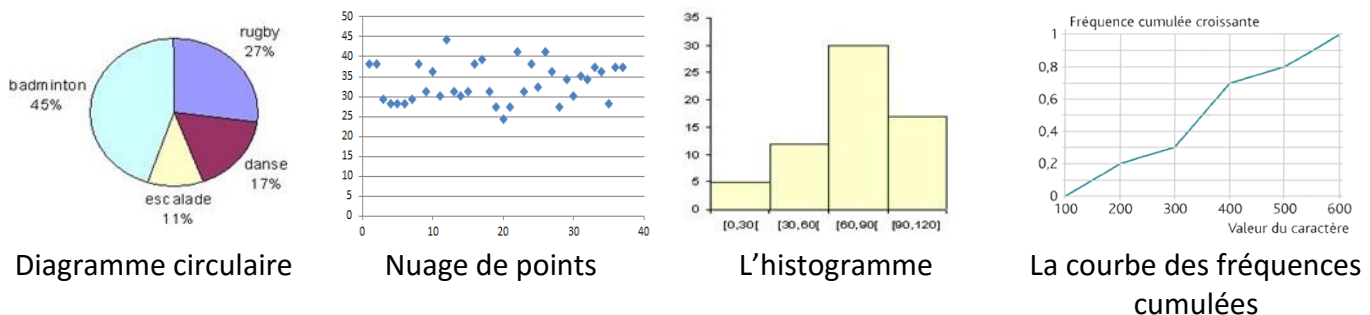 rugby
27%
badminton
45%
danse
17%
escalade
11%
Diagramme circulaire
50
45
40
35
30
25
20
15
10
5
0
0 10 20 30 40
Nuage de points
35
30
25
20
15
10
5
0
[0,30[ [30,60[ [60,90[ [90,120]
L’histogramme
Fréquence cumulée croissante
1
0,8
0,6
0,4
0,2
0
100 200 300 400 500 600
Valeur du caractère
La courbe des fréquences
cumulées